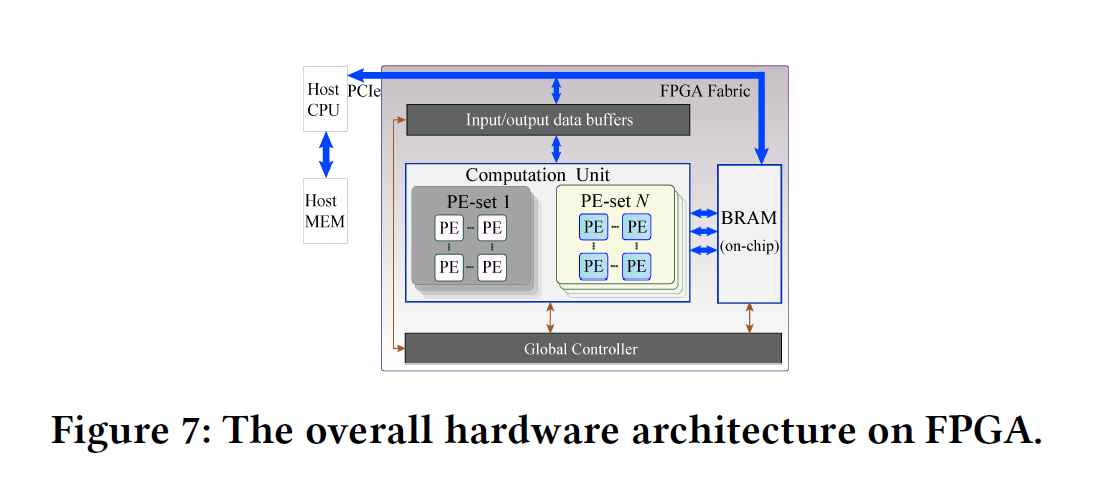 Host
CPU
PCIe
FPGA Fabric
Input/output data buffers
Host
MEM
Computation Unit
PE-set 1
PE PE
PE PE
PE-set N
PE PE
PE PE
BRAM
(on-chip)
Global Controller
Figure 7: The overall hardware architecture on FPGA.